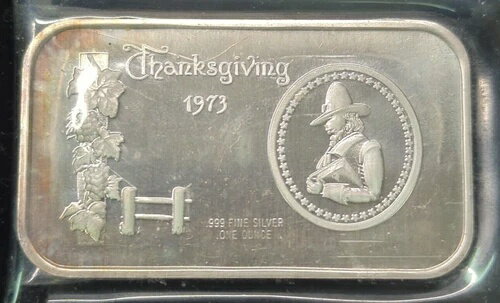 Thanksgiving
1973
.999 FINE SILVER
.ONE OUNCE